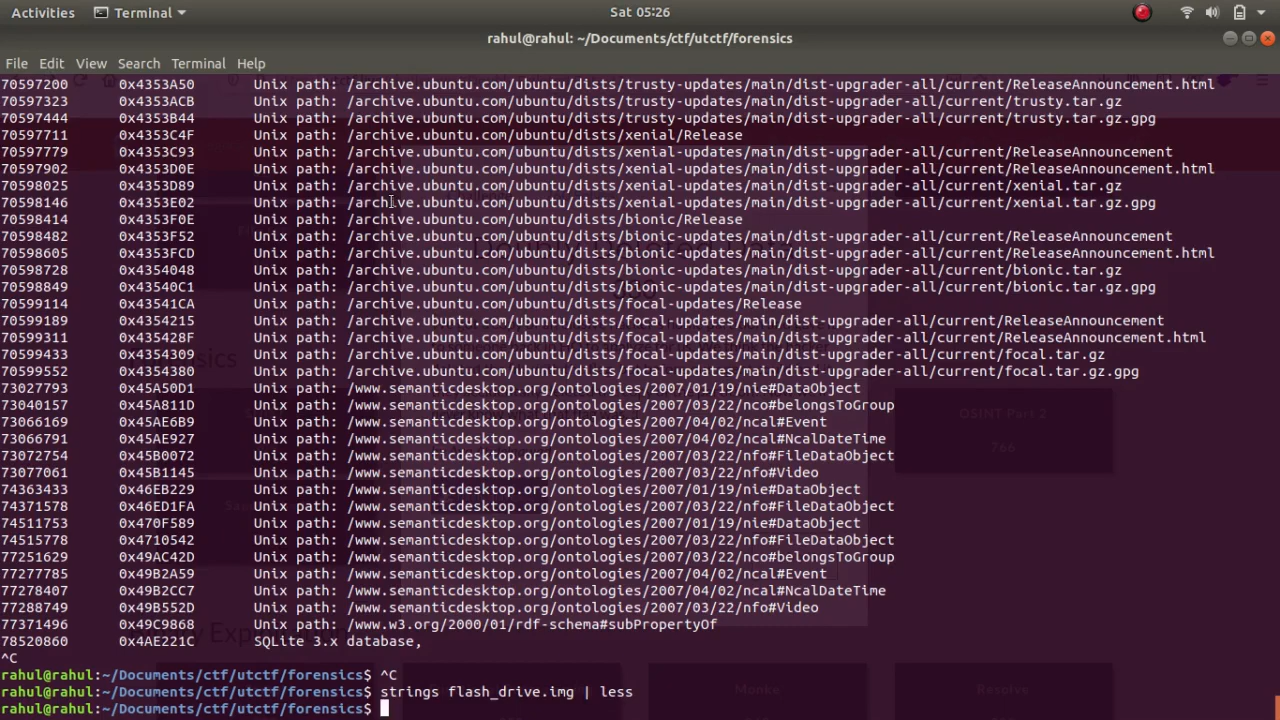 Activities Terminal Sat 05:26
rahul@rahul: ~/Documents/ctf/utctf/forensics
File Edit View Search Terminal Help
70597200 0x4353A50 Unix path: /archive.ubuntu.com/ubuntu/dists/trusty-updates/main/dist-upgrader-all/current/ReleaseAnnouncement.html
70597323 0x4353ACB Unix path: /archive.ubuntu.com/ubuntu/dists/trusty-updates/main/dist-upgrader-all/current/trusty.tar.gz
70597444 0x4353B44 Unix path: /archive.ubuntu.com/ubuntu/dists/trusty-updates/main/dist-upgrader-all/current/trusty.tar.gz.gpg
70597711 0x4353C4F Unix path: /archive.ubuntu.com/ubuntu/dists/xenial/Release
70597779 0x4353C93 Unix path: /archive.ubuntu.com/ubuntu/dists/xenial-updates/main/dist-upgrader-all/current/ReleaseAnnouncement
70597902 0x4353D0E Unix path: /archive.ubuntu.com/ubuntu/dists/xenial-updates/main/dist-upgrader-all/current/ReleaseAnnouncement.html
70598025 0x4353D89 Unix path: /archive.ubuntu.com/ubuntu/dists/xenial-updates/main/dist-upgrader-all/current/xenial.tar.gz
70598146 0x4353E02 Unix path: /archive.ubuntu.com/ubuntu/dists/xenial-updates/main/dist-upgrader-all/current/xenial.tar.gz.gpg
70598414 0x4353F0E Unix path: /archive.ubuntu.com/ubuntu/dists/bionic/Release
70598482 0x4353F52 Unix path: /archive.ubuntu.com/ubuntu/dists/bionic-updates/main/dist-upgrader-all/current/ReleaseAnnouncement
70598605 0x4353FCD Unix path: /archive.ubuntu.com/ubuntu/dists/bionic-updates/main/dist-upgrader-all/current/ReleaseAnnouncement.html
70598728 0x4354048 Unix path: /archive.ubuntu.com/ubuntu/dists/bionic-updates/main/dist-upgrader-all/current/bionic.tar.gz
70598849 0x43540C1 Unix path: /archive.ubuntu.com/ubuntu/dists/bionic-updates/main/dist-upgrader-all/current/bionic.tar.gz.gpg
70599114 0x43541CA Unix path: /archive.ubuntu.com/ubuntu/dists/focal-updates/Release
70599189 0x4354215 Unix path: /archive.ubuntu.com/ubuntu/dists/focal-updates/main/dist-upgrader-all/current/ReleaseAnnouncement
70599311 0x435428F Unix path: /archive.ubuntu.com/ubuntu/dists/focal-updates/main/dist-upgrader-all/current/ReleaseAnnouncement.html
70599433 0x4354309 Unix path: /archive.ubuntu.com/ubuntu/dists/focal-updates/main/dist-upgrader-all/current/focal.tar.gz
70599552 0x4354380 Unix path: /archive.ubuntu.com/ubuntu/dists/focal-updates/main/dist-upgrader-all/current/focal.tar.gz.gpg
73027793 0x45A50D1 Unix path: /www.semanticdesktop.org/ontologies/2007/01/19/nie#DataObject
73040157 0x45A811D Unix path: /www.semanticdesktop.org/ontologies/2007/03/22/nco#belongsToGroup
73066169 0x45AE6B9 Unix path: /www.semanticdesktop.org/ontologies/2007/04/02/ncal#Event
73066791 0x45AE927 Unix path: /www.semanticdesktop.org/ontologies/2007/04/02/ncal#NcalDateTime
73072754 0x45B0072 Unix path: /www.semanticdesktop.org/ontologies/2007/03/22/nfo#FileDataObject
73077061 0x45B1145 Unix path: /www.semanticdesktop.org/ontologies/2007/03/22/nfo#Video
74363433 0x46EB229 Unix path: /www.semanticdesktop.org/ontologies/2007/01/19/nie#DataObject
74371578 0x46ED1FA Unix path: /www.semanticdesktop.org/ontologies/2007/03/22/nfo#FileDataObject
74511753 0x470F589 Unix path: /www.semanticdesktop.org/ontologies/2007/01/19/nie#DataObject
74515778 0x4710542 Unix path: /www.semanticdesktop.org/ontologies/2007/03/22/nfo#FileDataObject
77251629 0x49AC42D Unix path: /www.semanticdesktop.org/ontologies/2007/03/22/nco#belongsToGroup
77277785 0x49B2A59 Unix path: /www.semanticdesktop.org/ontologies/2007/04/02/ncal#Event
77278407 0x49B2CC7 Unix path: /www.semanticdesktop.org/ontologies/2007/04/02/ncal#NcalDateTime
77288749 0x49B552D Unix path: /www.semanticdesktop.org/ontologies/2007/03/22/nfo#Video
77371496 0x49C9868 Unix path: /www.w3.org/2000/01/rdf-schema#subPropertyOf
78520860 0x4AE221C SQLite 3.x database,
^C
rahul@rahul:~/Documents/ctf/utctf/forensics$ ^C
rahul@rahul:~/Documents/ctf/utctf/forensics$ strings flash_drive.img | less
rahul@rahul:~/Documents/ctf/utctf/forensics$
OSINT-Part 2
766
Monke
Resolve